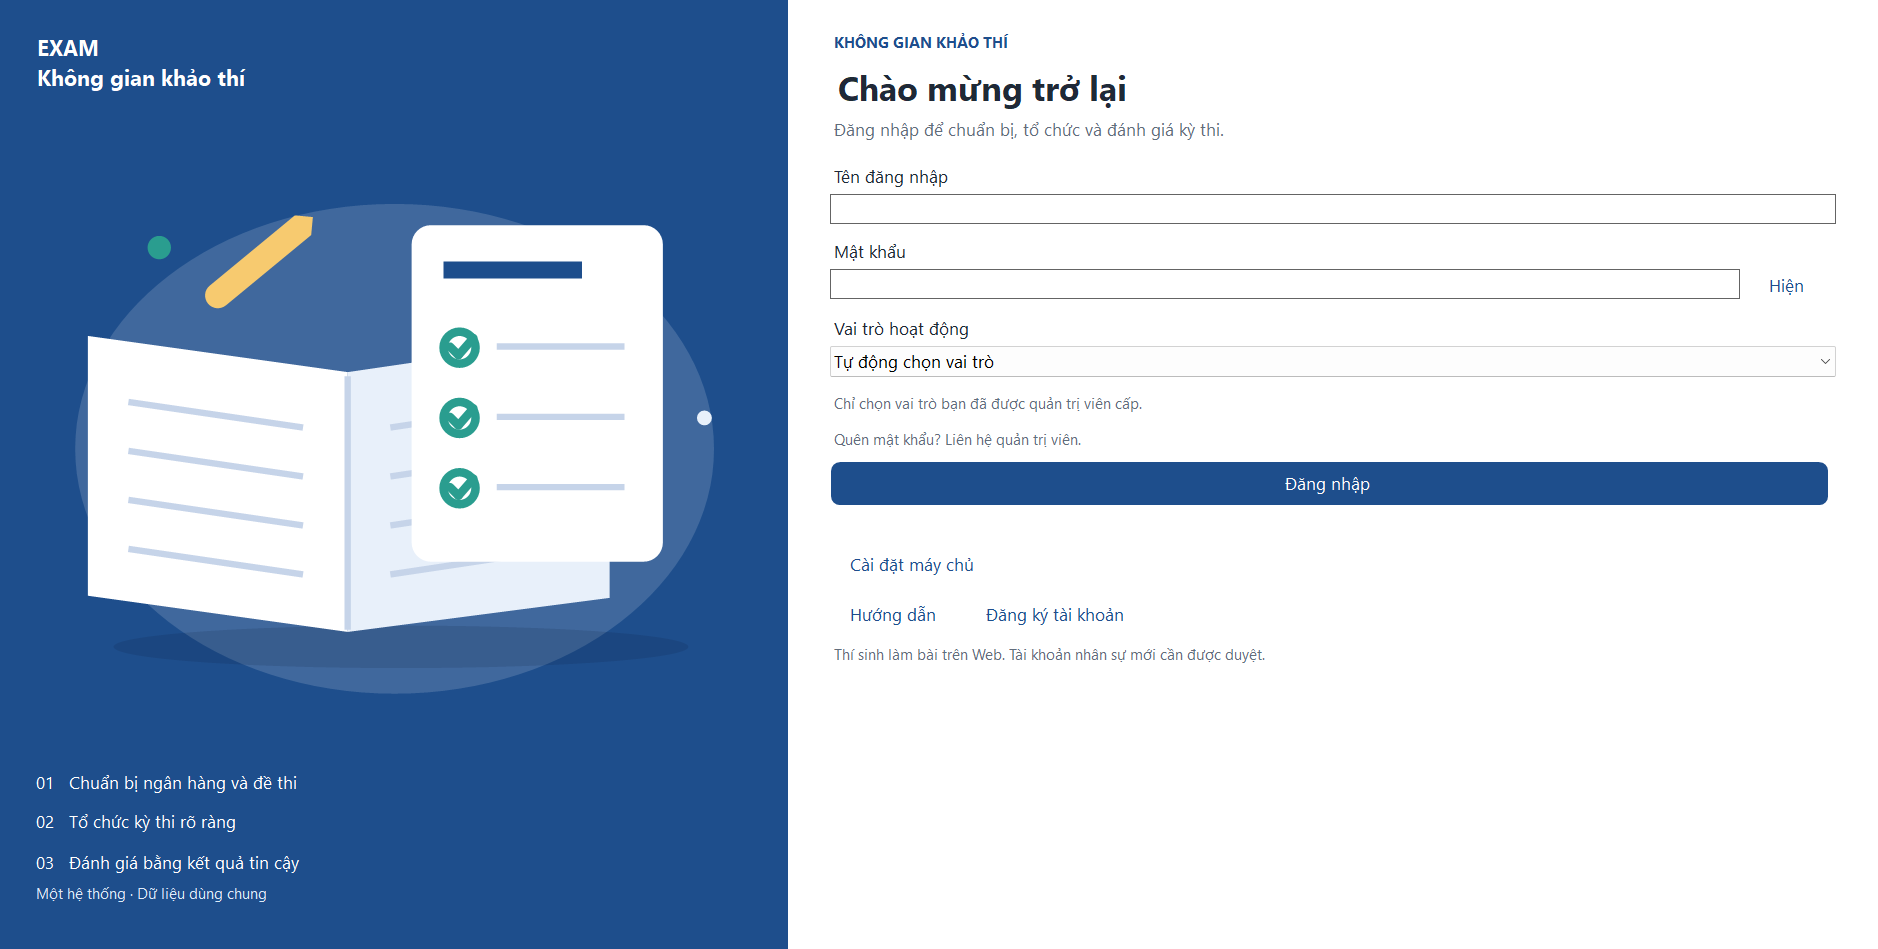 EXAM
Không gian khảo thí
01 Chuẩn bị ngân hàng và đề thi
02 Tổ chức kỳ thi rõ ràng
03 Đánh giá bằng kết quả tin cậy
Một hệ thống · Dữ liệu dùng chung
KHÔNG GIAN KHẢO THÍ
Chào mừng trở lại
Đăng nhập để chuẩn bị, tổ chức và đánh giá kỳ thi.
Tên đăng nhập
Mật khẩu
Hiện
Vai trò hoạt động
Tự động chọn vai trò
Chỉ chọn vai trò bạn đã được quản trị viên cấp.
Quên mật khẩu? Liên hệ quản trị viên.
Đăng nhập
Cài đặt máy chủ
Hướng dẫn Đăng ký tài khoản
Thí sinh làm bài trên Web. Tài khoản nhân sự mới cần được duyệt.